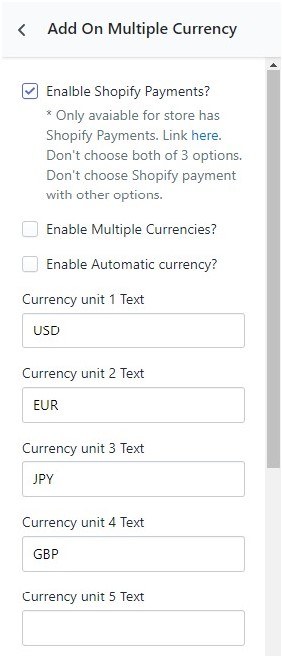 Add On Multiple Currency
Enalble Shopify Payments?
* Only avaiable for store has
Shopify Payments. Link here.
Don't choose both of 3 options.
Don't choose Shopify payment
with other options.
Enable Multiple Currencies?
Enable Automatic currency?
Currency unit 1 Text
USD
Currency unit 2 Text
EUR
Currency unit 3 Text
JPY
Currency unit 4 Text
GBP
Currency unit 5 Text